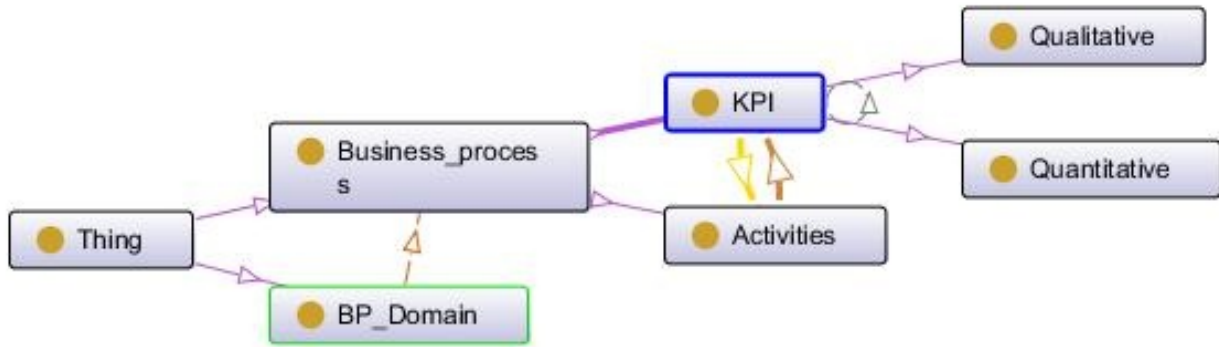 Qualitative
KPI
Business_proces
s
Quantitative
Thing
Activities
BP_Domain